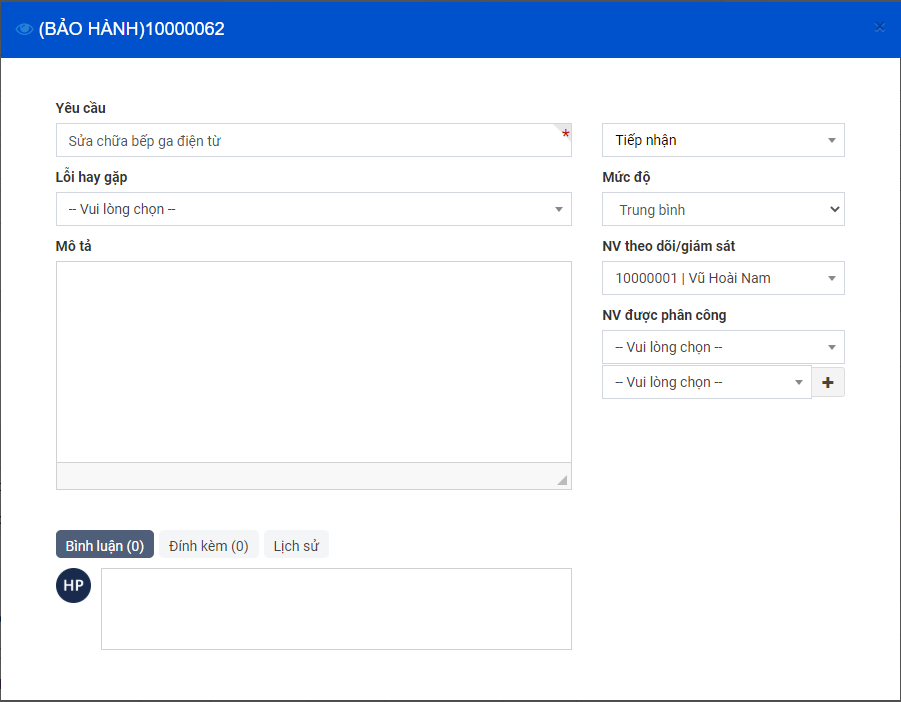 (BẢO HÀNH)10000062
Yêu cầu
Sửa chữa bếp ga điện từ
*
Tiếp nhận
Lỗi hay gặp
-- Vui lòng chọn --
Mức độ
Trung bình
Mô tả
NV theo dõi/giám sát
10000001 | Vũ Hoài Nam
NV được phân công
-- Vui lòng chọn --
-- Vui lòng chọn --
Bình luận (0)
Đính kèm (0)
Lịch sử
HP